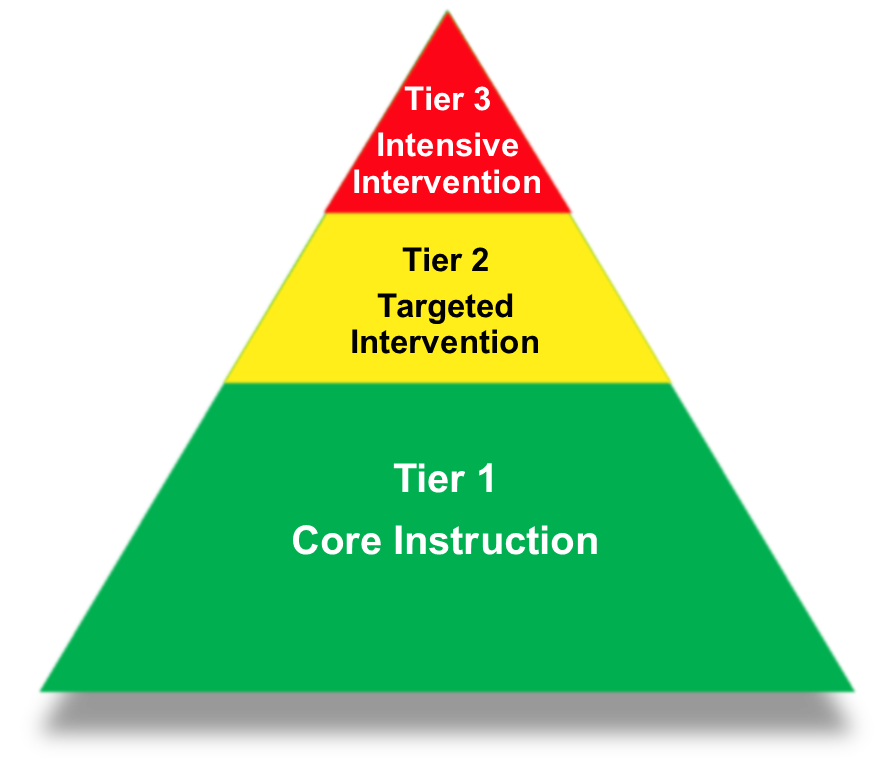 Tier 3
Intensive
Intervention
Tier 2
Targeted
Intervention
Tier 1
Core Instruction